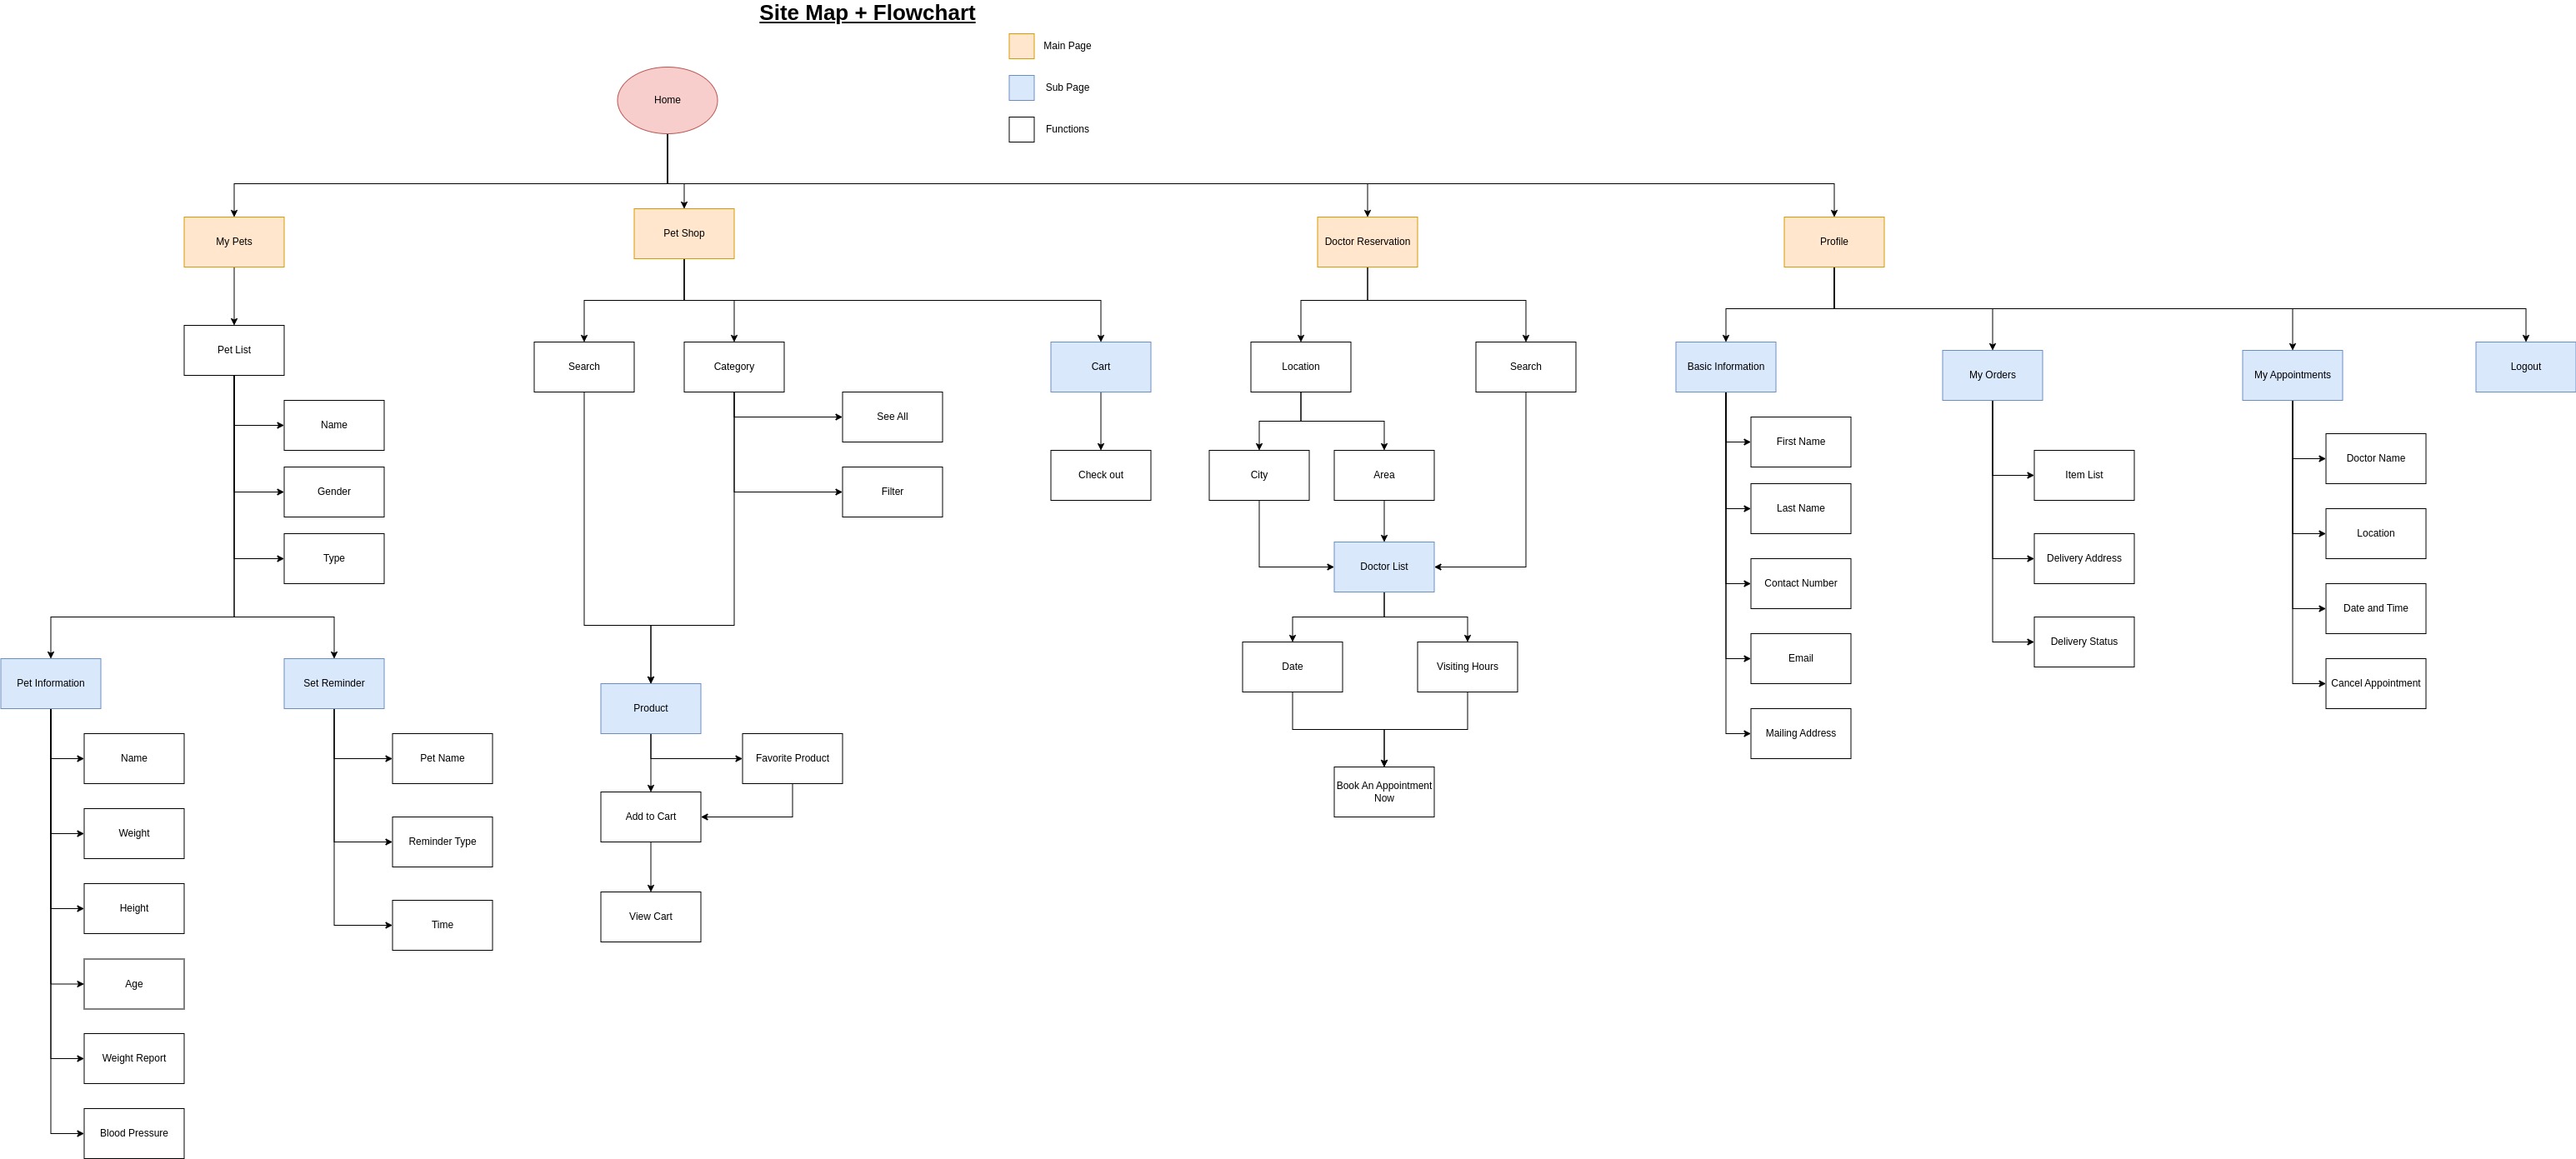 Site Map + Flowchart
Main Page
Sub Page
Functions
Home
My Pets
Pet Shop
Doctor Reservation
Profile
Pet List
Name
Gender
Type
Pet Information
Set Reminder
Name
Weight
Height
Age
Weight Report
Blood Pressure
Pet Name
Reminder Type
Time
Search
Category
Cart
See All
Filter
Check out
Product
Favorite Product
Add to Cart
View Cart
Location
Search
City
Area
Doctor List
Date
Visiting Hours
Book An Appointment
Now
Basic Information
My Orders
My Appointments
Logout
First Name
Last Name
Contact Number
Email
Mailing Address
Item List
Delivery Address
Delivery Status
Doctor Name
Location
Date and Time
Cancel Appointment